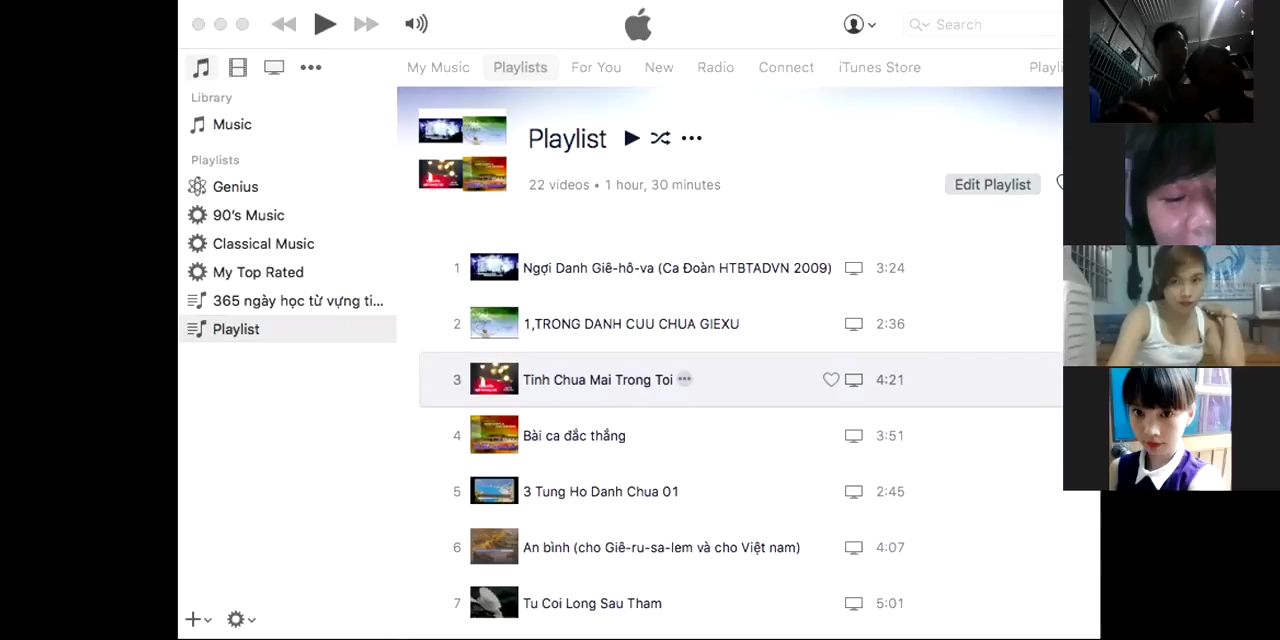 Search
My Music Playlists For You New Radio Connect iTunes Store Playli
Library
Music
Playlists
Genius
90's Music
Classical Music
My Top Rated
365 ngày học từ vựng ti...
Playlist
Playlist
22 videos • 1 hour, 30 minutes
Edit Playlist
1 Ngợi Danh Giê-hô-va (Ca Đoàn HTBTADVN 2009) 3:24
2 1,TRONG DANH CUU CHUA GIEXU 2:36
3 Tinh Chua Mai Trong Toi 4:21
4 Bài ca đắc thắng 3:51
5 3 Tung Ho Danh Chua 01 2:45
6 An bình (cho Giê-ru-sa-lem và cho Việt nam) 4:07
7 Tu Coi Long Sau Tham 5:01